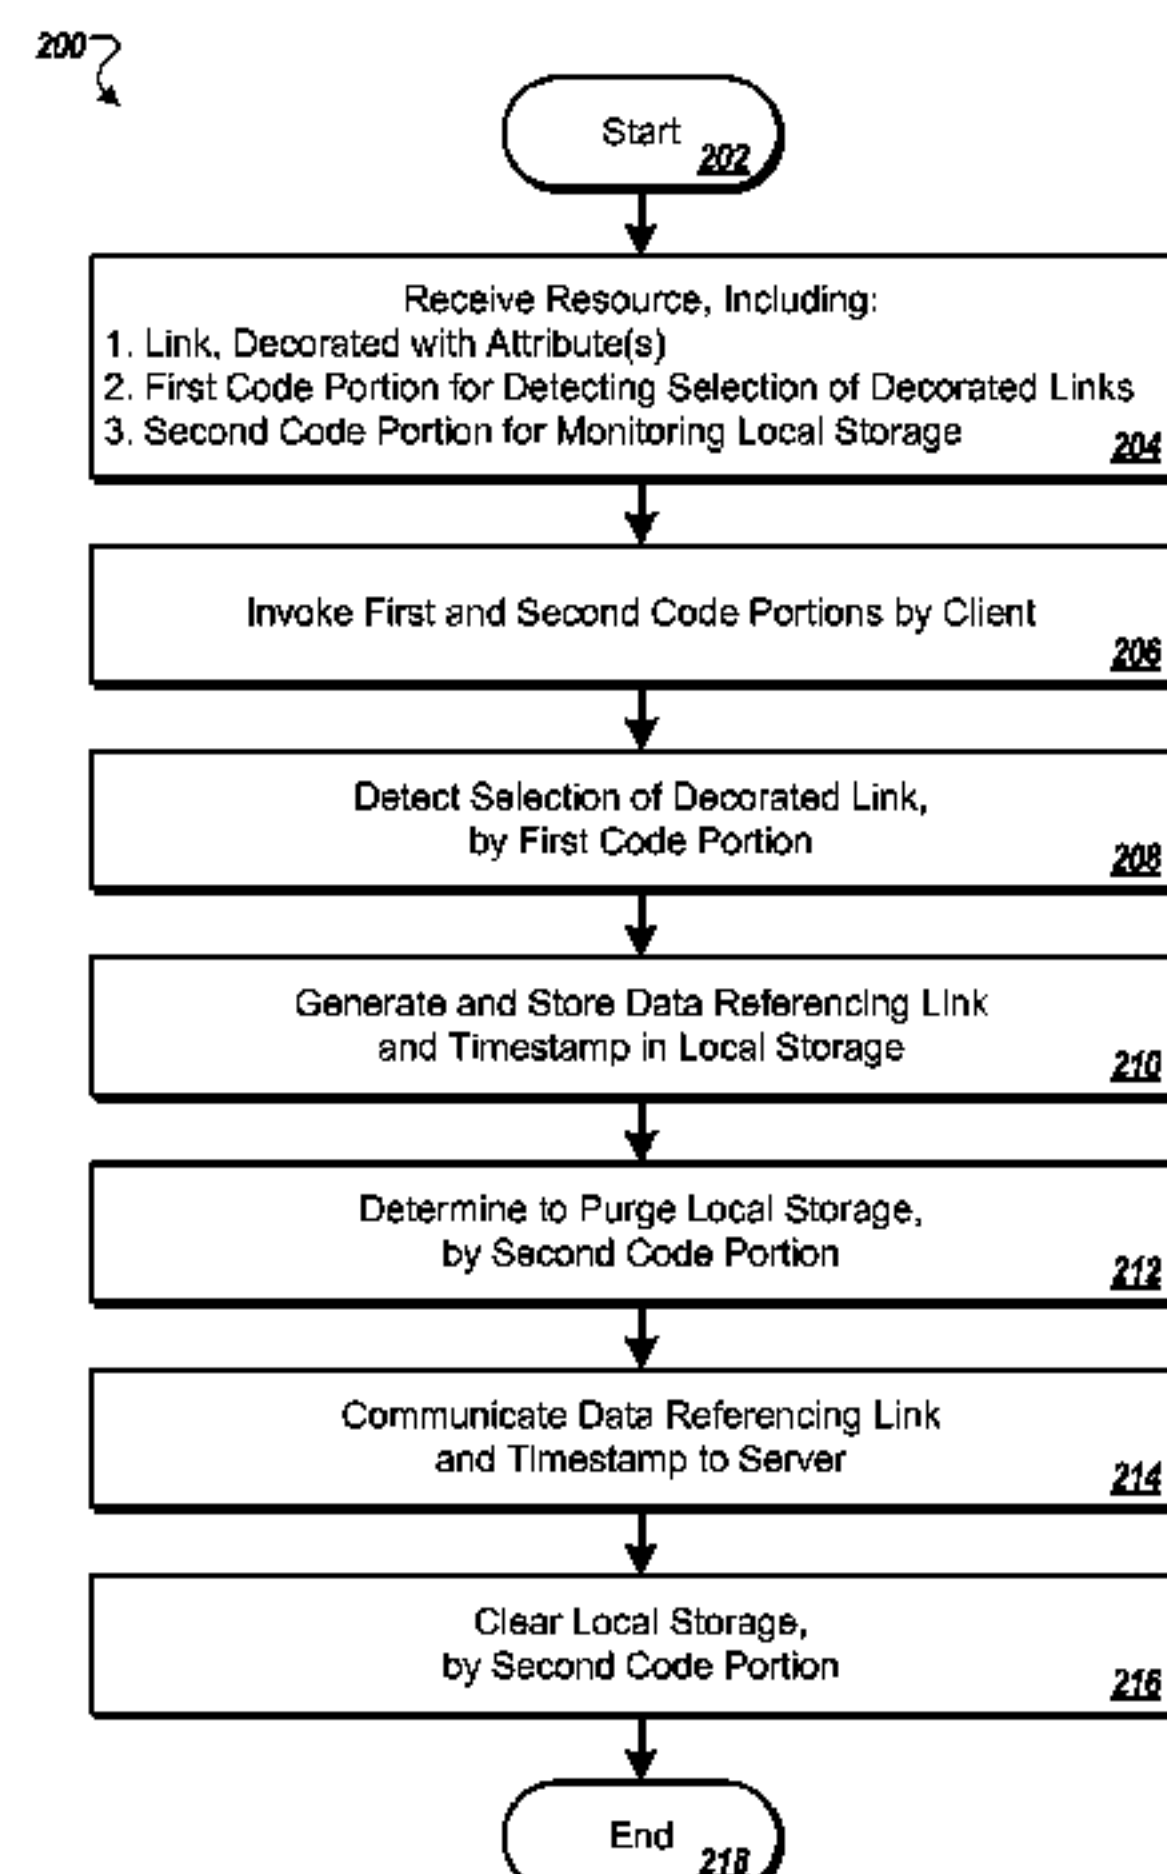 200
Start
202
Receive Resource, Including:
1. Link, Decorated with Attribute(s)
2. First Code Portion for Detecting Selection of Decorated Links
3. Second Code Portion for Monitoring Local Storage
204
Invoke First and Second Code Portions by Client
206
Detect Selection of Decorated Link,
by First Code Portion
208
Generate and Store Data Referencing Link
and Timestamp in Local Storage
210
Determine to Purge Local Storage,
by Second Code Portion
212
Communicate Data Referencing Link
and Timestamp to Server
214
Clear Local Storage,
by Second Code Portion
216
End
218